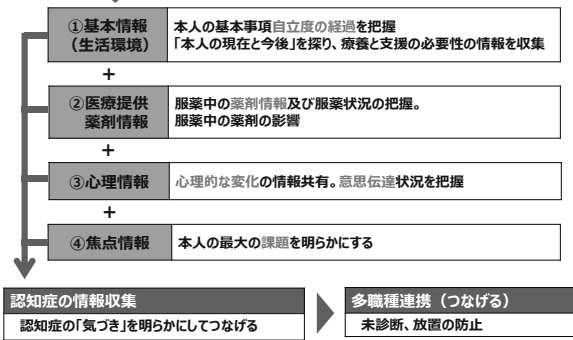 ①基本情報
（生活環境）
本人の基本事項自立度の経過を把握
「本人の現在と今後」を探り、療養と支援の必要性の情報を収集
+
②医療提供
薬剤情報
服薬中の薬剤情報及び服薬状況の把握。
服薬中の薬剤の影響
+
③心理情報
心理的な変化の情報共有。意思伝達状況を把握
+
④焦点情報
本人の最大の課題を明らかにする
認知症の情報収集
認知症の「気づき」を明らかにしてつなげる
多職種連携（つなげる）
未診断、放置の防止